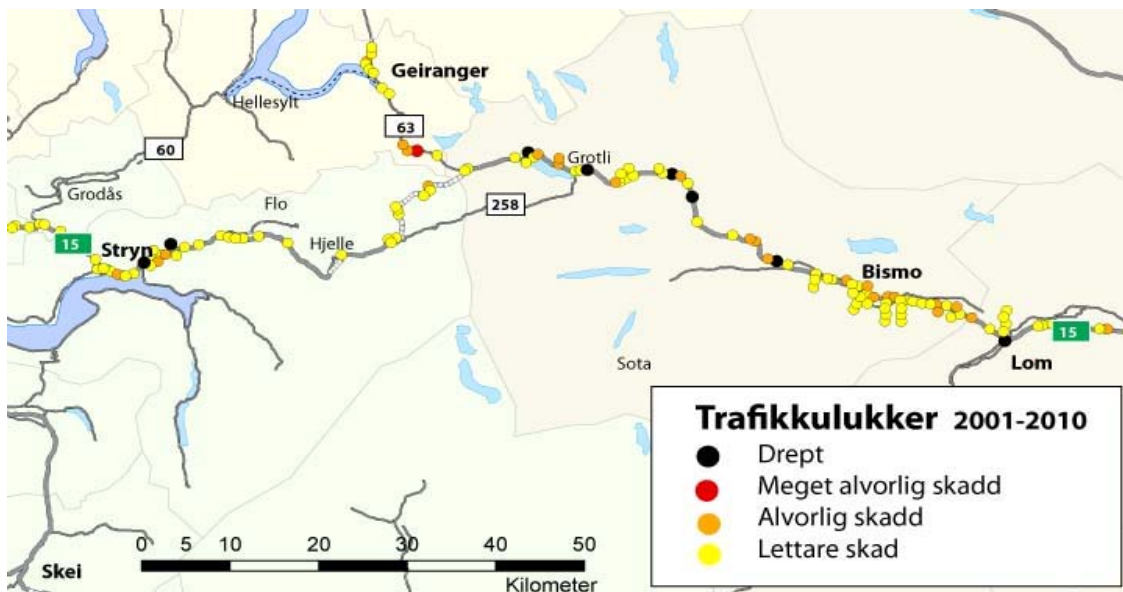 Geiranger
Hellesylt
63
60
Grotli
Grodås
Flo
258
15
Stryn
Hjelle
Bismo
15
Sota
Lom
Trafikkulukker 2001-2010
Drept
Meget alvorlig skadd
Alvorlig skadd
Lettare skad
0 5 10 20 30 40 50
Kilometer
Skei